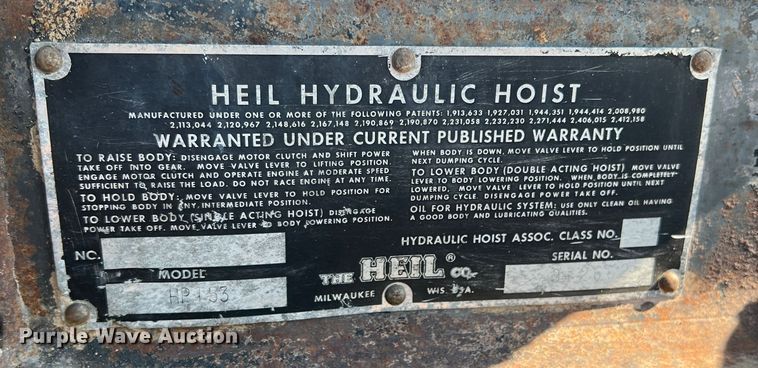 HEIL HYDRAULIC HOIST
MANUFACTURED UNDER ONE OR MORE OF THE FOLLOWING PATENTS: 1,913,633 1,927,031 1,944,351 1,944,414 2,008,980
2,113,044 2,120,967 2,148,616 2,167,148 2,190,869 2,190,870 2,231,058 2,232,230 2,271,444 2,406,015 2,412,158
WARRANTED UNDER CURRENT PUBLISHED WARRANTY
TO RAISE BODY: DISENGAGE MOTOR CLUTCH AND SHIFT POWER
TAKE OFF INTO GEAR. MOVE VALVE LEVER TO LIFTING POSITION.
ENGAGE MOTOR CLUTCH AND OPERATE ENGINE AT MODERATE SPEED
SUFFICIENT TO RAISE THE LOAD. DO NOT RACE ENGINE AT ANY TIME.
TO HOLD BODY: MOVE VALVE LEVER TO HOLD POSITION FOR
STOPPING BODY IN ANY INTERMEDIATE POSITION.
TO LOWER BODY (SINGLE ACTING HOIST) DISENGAGE
POWER TAKE OFF. MOVE VALVE LEVER TO BODY LOWERING POSITION.
WHEN BODY IS DOWN, MOVE VALVE LEVER TO HOLD POSITION UNTIL
NEXT DUMPING CYCLE.
TO LOWER BODY (DOUBLE ACTING HOIST) MOVE VALVE
LEVER TO BODY LOWERING POSITION. WHEN BODY IS COMPLETELY
LOWERED, MOVE VALVE LEVER TO HOLD POSITION UNTIL NEXT
DUMPING CYCLE. DISENGAGE POWER TAKE OFF.
OIL FOR HYDRAULIC SYSTEM: USE ONLY CLEAN OIL HAVING
A GOOD BODY AND LUBRICATING QUALITIES.
NO.
HYDRAULIC HOIST ASSOC. CLASS NO.
MODEL
THE HEIL® CO.
SERIAL NO.
MILWAUKEE WIS. U.S.A.
Purple Wave Auction